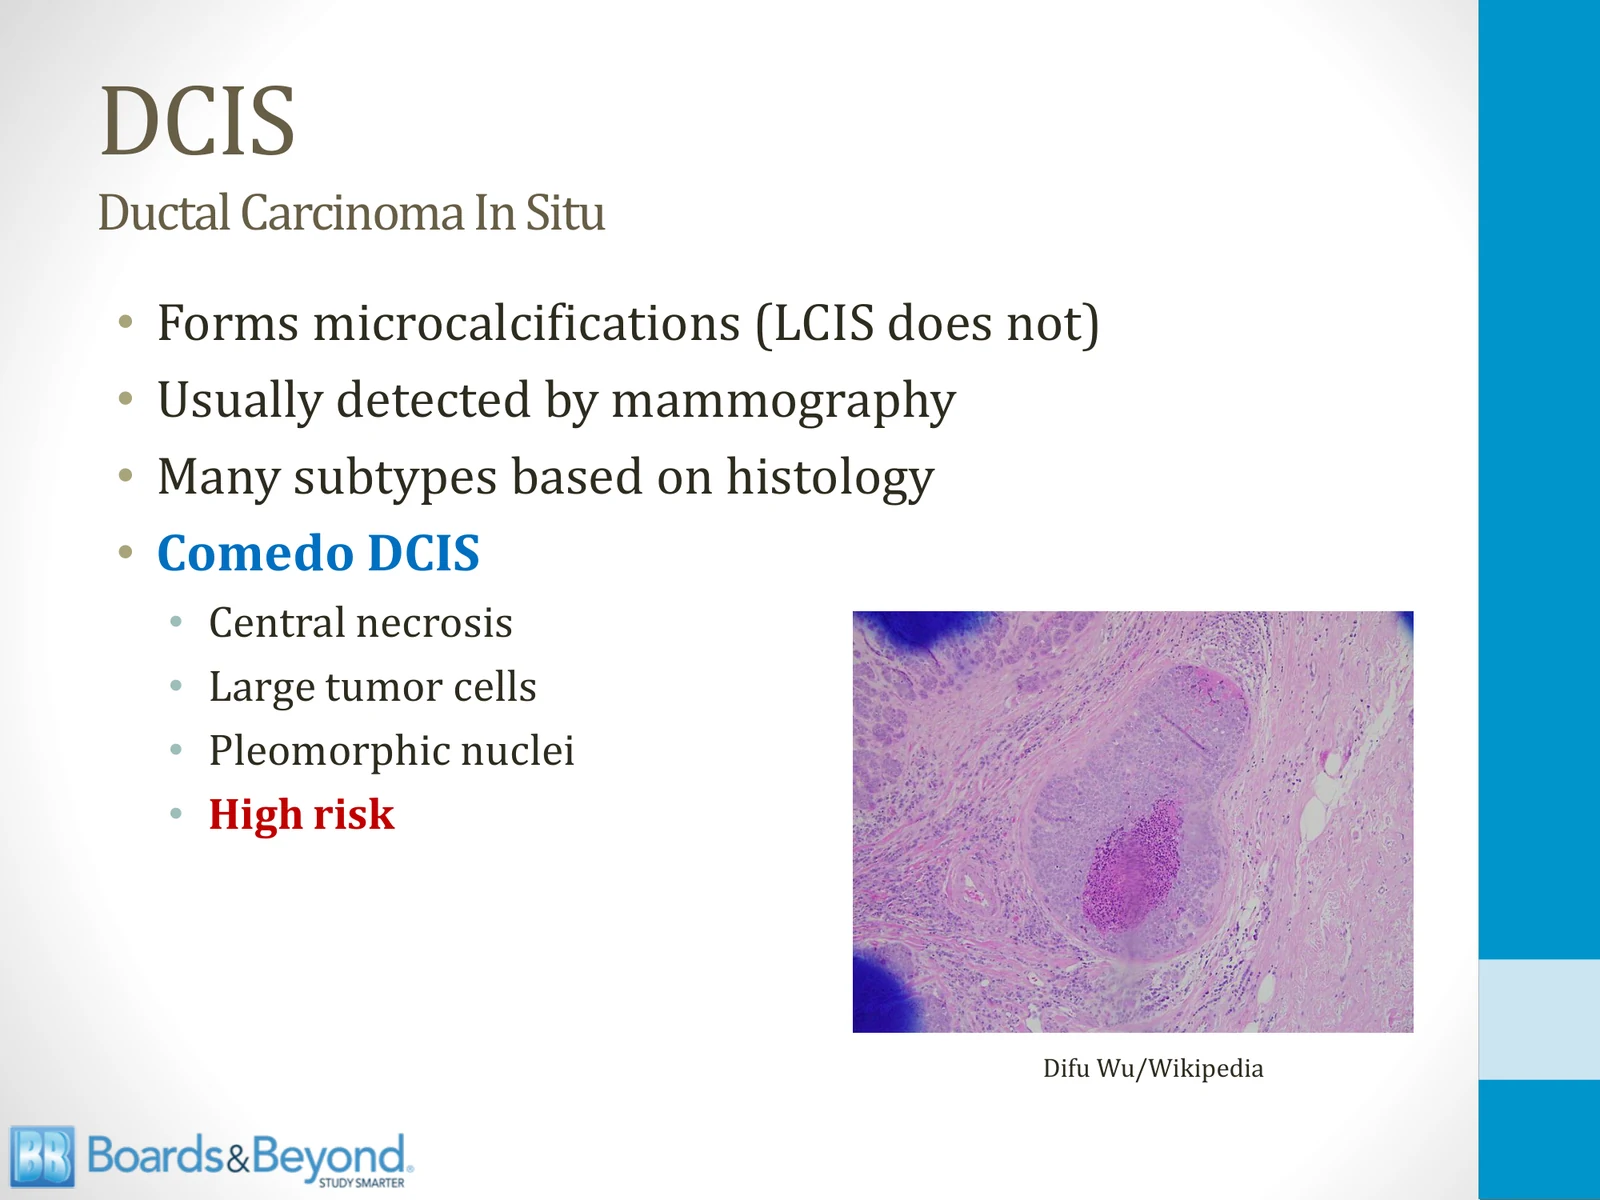 DCIS
Ductal Carcinoma In Situ
• Forms microcalcifications (LCIS does not)
• Usually detected by mammography
• Many subtypes based on histology
• Comedo DCIS
• Central necrosis
• Large tumor cells
• Pleomorphic nuclei
• High risk
Difu Wu/Wikipedia
BB Boards&Beyond®
STUDY SMARTER